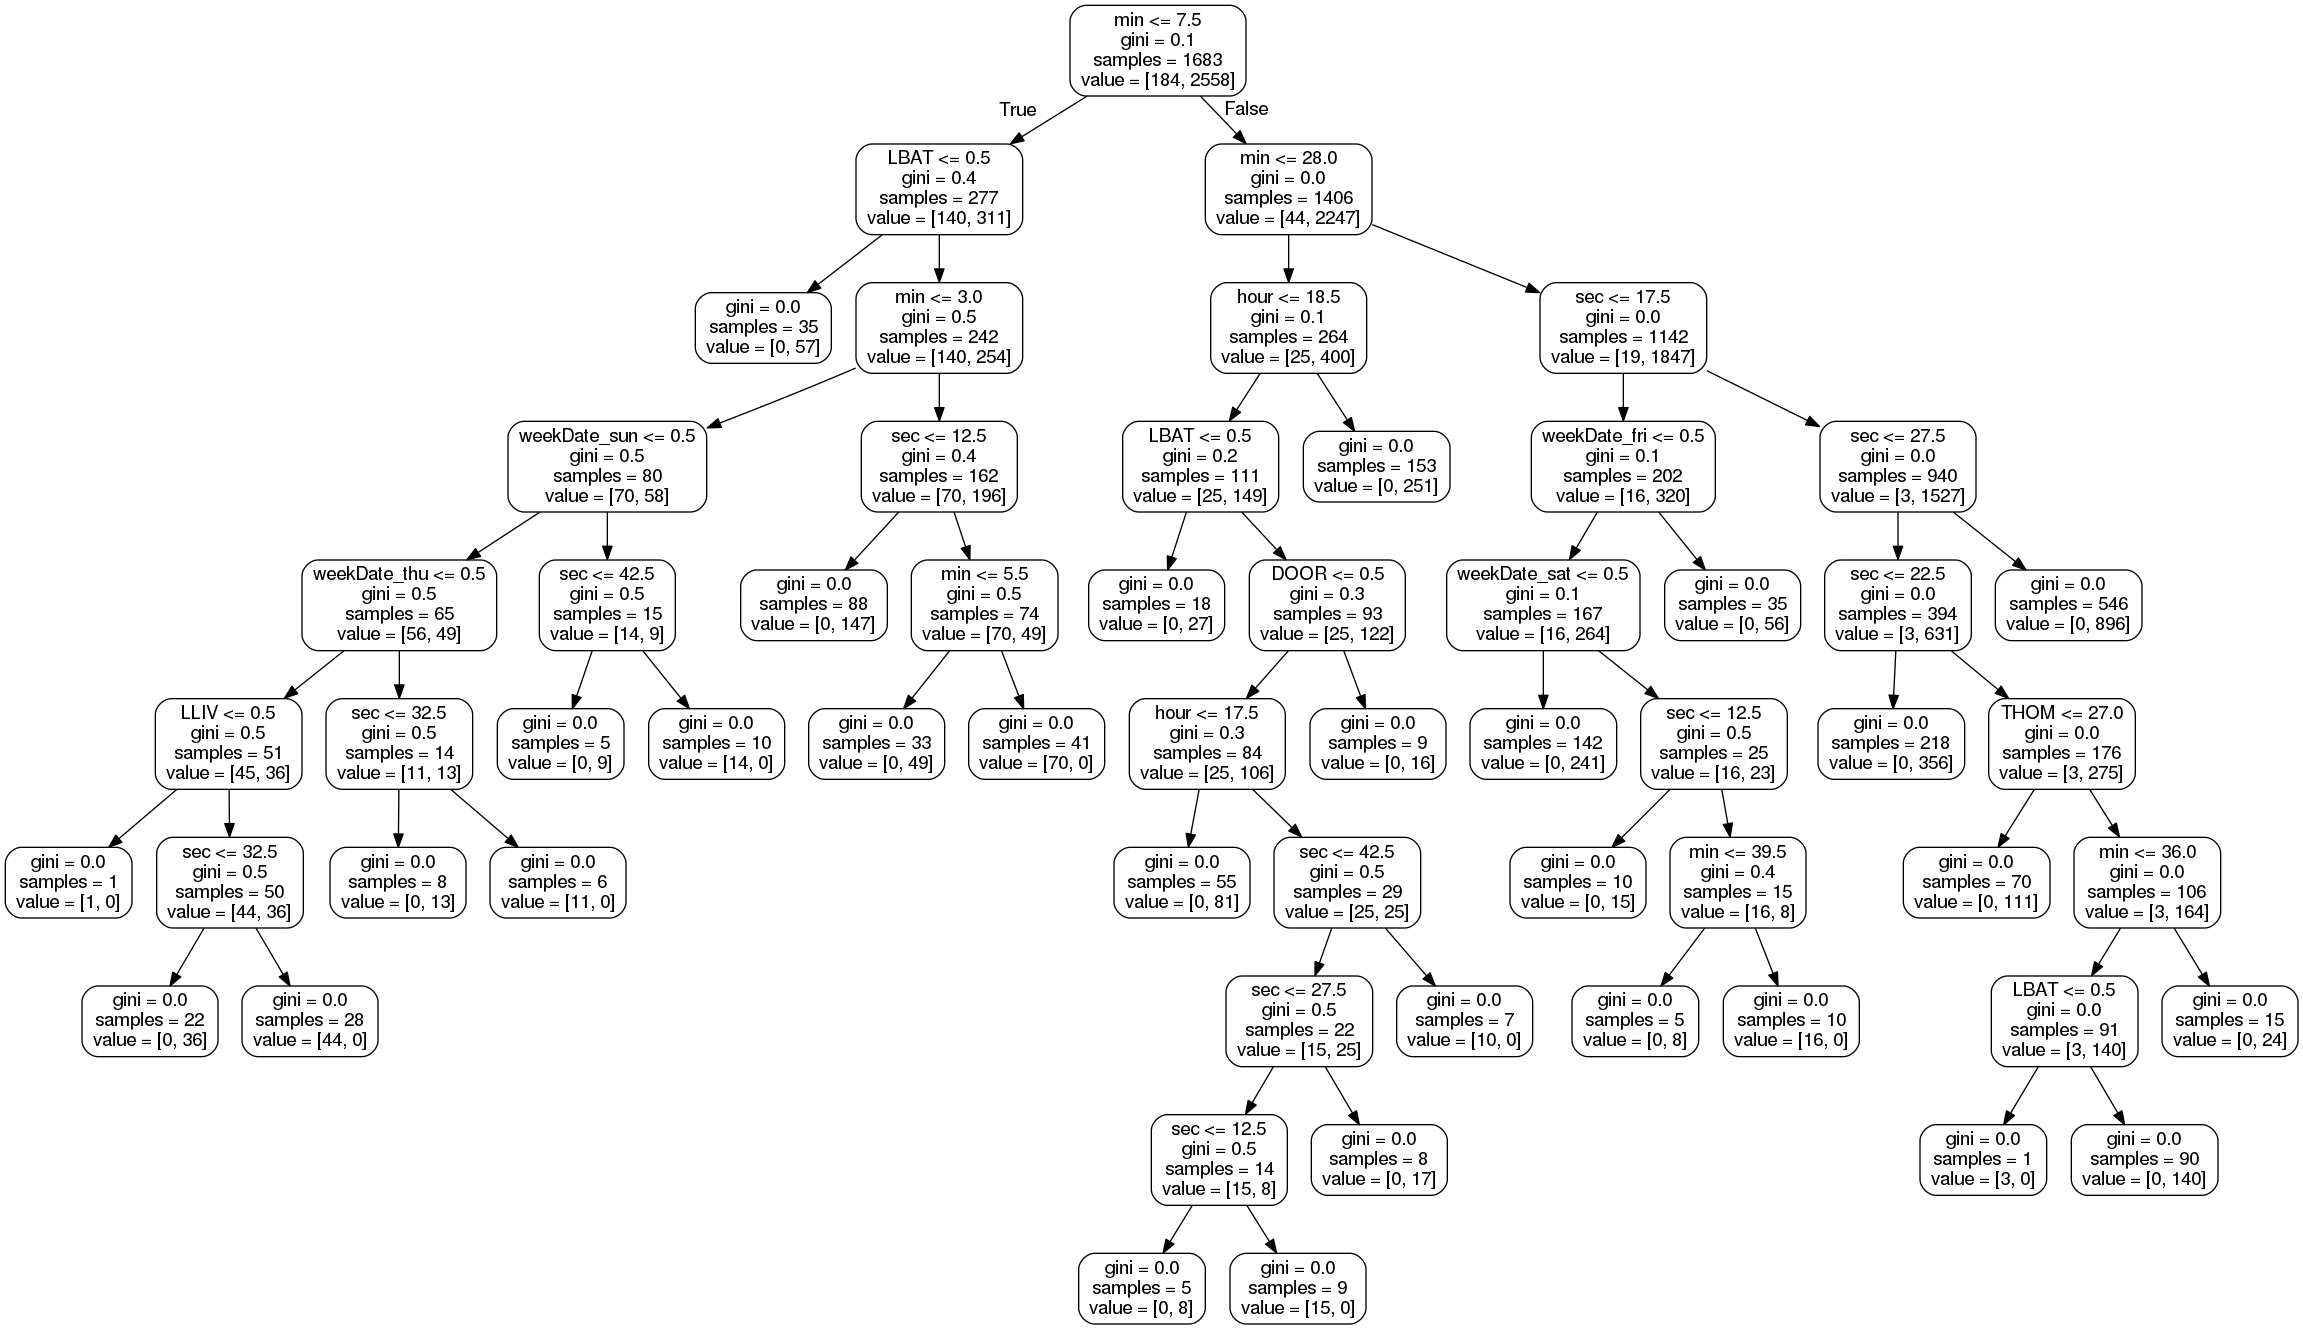 min <= 7.5
gini = 0.1
samples = 1683
value = [184, 2558]
True
False
LBAT <= 0.5
gini = 0.4
samples = 277
value = [140, 311]
min <= 28.0
gini = 0.0
samples = 1406
value = [44, 2247]
gini = 0.0
samples = 35
value = [0, 57]
min <= 3.0
gini = 0.5
samples = 242
value = [140, 254]
hour <= 18.5
gini = 0.1
samples = 264
value = [25, 400]
sec <= 17.5
gini = 0.0
samples = 1142
value = [19, 1847]
weekDate_sun <= 0.5
gini = 0.5
samples = 80
value = [70, 58]
sec <= 12.5
gini = 0.4
samples = 162
value = [70, 196]
LBAT <= 0.5
gini = 0.2
samples = 111
value = [25, 149]
gini = 0.0
samples = 153
value = [0, 251]
weekDate_fri <= 0.5
gini = 0.1
samples = 202
value = [16, 320]
sec <= 27.5
gini = 0.0
samples = 940
value = [3, 1527]
weekDate_thu <= 0.5
gini = 0.5
samples = 65
value = [56, 49]
sec <= 42.5
gini = 0.5
samples = 15
value = [14, 9]
gini = 0.0
samples = 88
value = [0, 147]
min <= 5.5
gini = 0.5
samples = 74
value = [70, 49]
gini = 0.0
samples = 18
value = [0, 27]
DOOR <= 0.5
gini = 0.3
samples = 93
value = [25, 122]
weekDate_sat <= 0.5
gini = 0.1
samples = 167
value = [16, 264]
gini = 0.0
samples = 35
value = [0, 56]
sec <= 22.5
gini = 0.0
samples = 394
value = [3, 631]
gini = 0.0
samples = 546
value = [0, 896]
LLIV <= 0.5
gini = 0.5
samples = 51
value = [45, 36]
sec <= 32.5
gini = 0.5
samples = 14
value = [11, 13]
gini = 0.0
samples = 5
value = [0, 9]
gini = 0.0
samples = 10
value = [14, 0]
gini = 0.0
samples = 33
value = [0, 49]
gini = 0.0
samples = 41
value = [70, 0]
hour <= 17.5
gini = 0.3
samples = 84
value = [25, 106]
gini = 0.0
samples = 9
value = [0, 16]
gini = 0.0
samples = 142
value = [0, 241]
sec <= 12.5
gini = 0.5
samples = 25
value = [16, 23]
gini = 0.0
samples = 218
value = [0, 356]
THOM <= 27.0
gini = 0.0
samples = 176
value = [3, 275]
gini = 0.0
samples = 1
value = [1, 0]
sec <= 32.5
gini = 0.5
samples = 50
value = [44, 36]
gini = 0.0
samples = 8
value = [0, 13]
gini = 0.0
samples = 6
value = [11, 0]
gini = 0.0
samples = 55
value = [0, 81]
sec <= 42.5
gini = 0.5
samples = 29
value = [25, 25]
gini = 0.0
samples = 10
value = [0, 15]
min <= 39.5
gini = 0.4
samples = 15
value = [16, 8]
gini = 0.0
samples = 70
value = [0, 111]
min <= 36.0
gini = 0.0
samples = 106
value = [3, 164]
gini = 0.0
samples = 22
value = [0, 36]
gini = 0.0
samples = 28
value = [44, 0]
sec <= 27.5
gini = 0.5
samples = 22
value = [15, 25]
gini = 0.0
samples = 7
value = [10, 0]
gini = 0.0
samples = 5
value = [0, 8]
gini = 0.0
samples = 10
value = [16, 0]
LBAT <= 0.5
gini = 0.0
samples = 91
value = [3, 140]
gini = 0.0
samples = 15
value = [0, 24]
sec <= 12.5
gini = 0.5
samples = 14
value = [15, 8]
gini = 0.0
samples = 8
value = [0, 17]
gini = 0.0
samples = 1
value = [3, 0]
gini = 0.0
samples = 90
value = [0, 140]
gini = 0.0
samples = 5
value = [0, 8]
gini = 0.0
samples = 9
value = [15, 0]